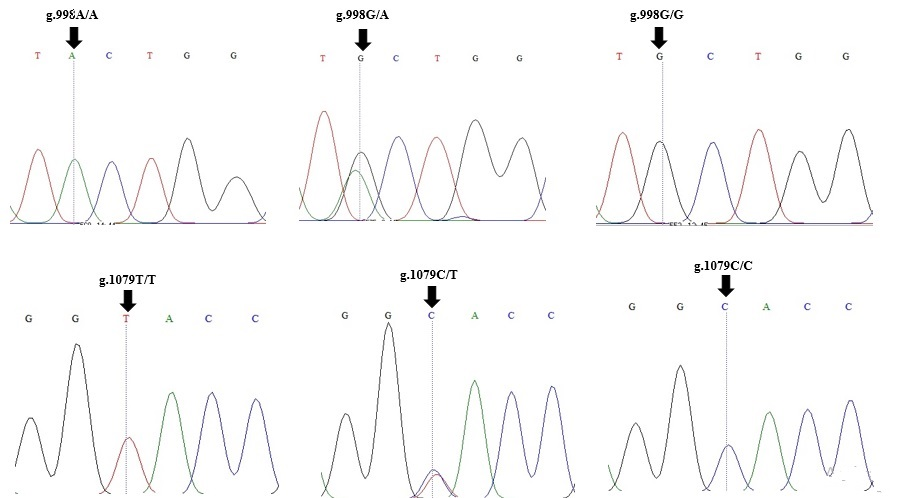 g.998A/A g.998G/A g.998G/G
T A C T G G T G C T G G T G C T G G
g.1079T/T g.1079C/T g.1079C/C
G G T A C C G G C A C C G G C A C C